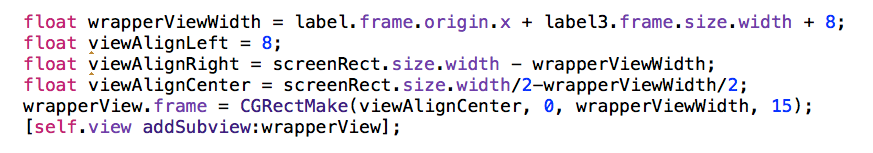 float wrapperViewWidth = label.frame.origin.x + label3.frame.size.width + 8;
float viewAlignLeft = 8;
float viewAlignRight = screenRect.size.width - wrapperViewWidth;
float viewAlignCenter = screenRect.size.width/2-wrapperViewWidth/2;
wrapperView.frame = CGRectMake(viewAlignCenter, 0, wrapperViewWidth, 15);
[self.view addSubview:wrapperView];